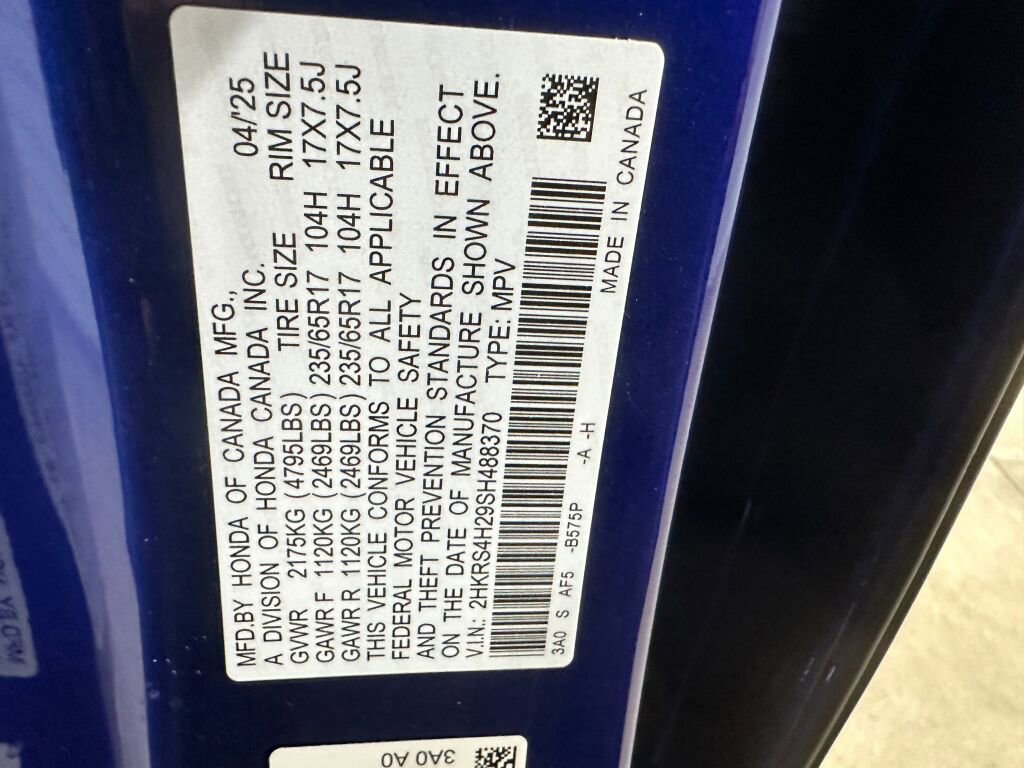 MFD.BY HONDA OF CANADA MFG., 04/'25
A DIVISION OF HONDA CANADA INC.
TIRE SIZE RIM SIZE
GVWR 2175KG (4795LBS)
GAWR F 1120KG (2469LBS) 235/65R17 104H 17X7.5J
GAWR R 1120KG (2469LBS) 235/65R17 104H 17X7.5J
THIS VEHICLE CONFORMS TO ALL APPLICABLE
FEDERAL MOTOR VEHICLE SAFETY
AND THEFT PREVENTION STANDARDS IN EFFECT
ON THE DATE OF MANUFACTURE SHOWN ABOVE.
V.I.N.: 2HKRS4H29SH488370 TYPE: MPV
3A0 S AF5 -B575P -A -H
MADE IN CANADA
3A0 A0